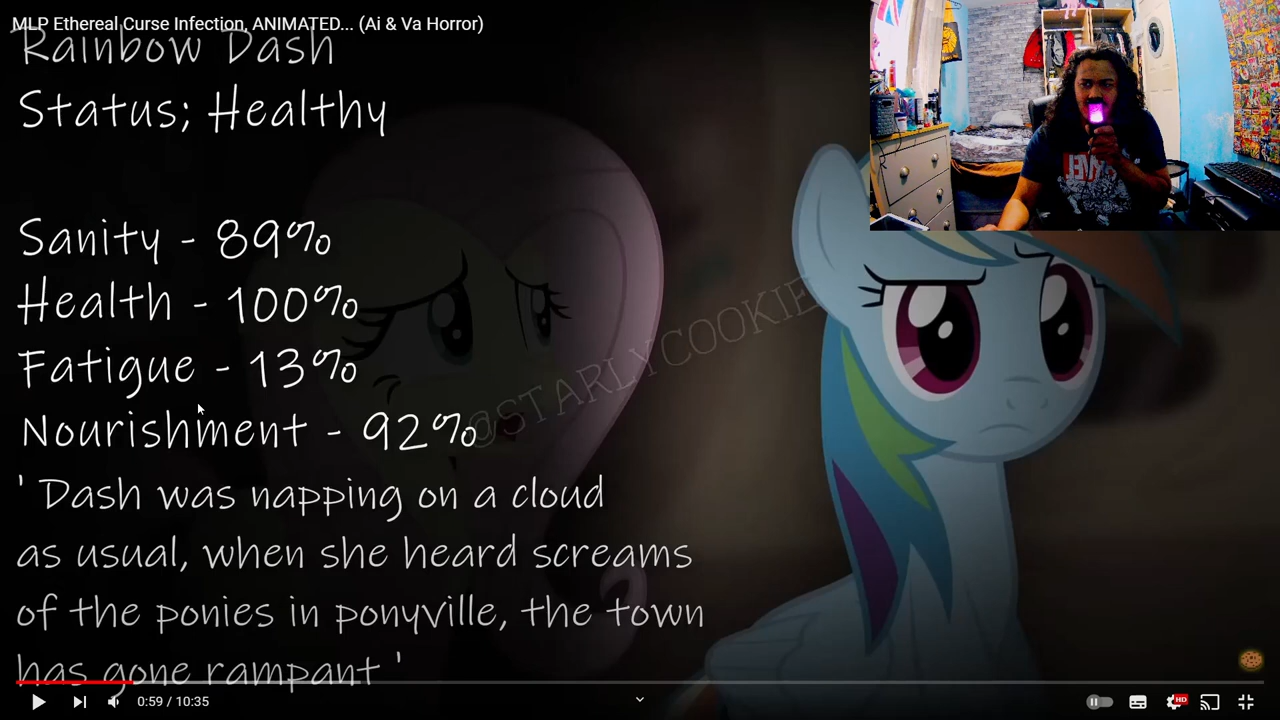 MLP Ethereal Curse Infection, ANIMATED... (Ai & Va Horror)
Rainbow Dash
Status; Healthy
Sanity - 89%
Health - 100%
Fatigue - 13%
Nourishment - 92%
' Dash was napping on a cloud
as usual, when she heard screams
of the ponies in ponyville, the town
has gone rampant '
@STARLYCOOKIE
0:59 / 10:35
HD